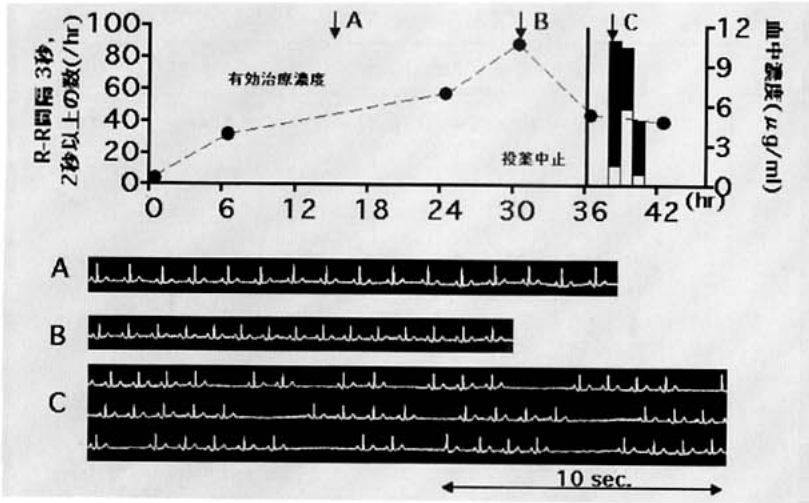 R-R間隔 3秒,
2秒以上の数(/hr)
100
80
60
40
20
0
A
B
C
有効治療濃度
投薬中止
12
9
6
3
0
血中濃度(μg/ml)
0 6 12 18 24 30 36 42 (hr)
A
B
C
10 sec.